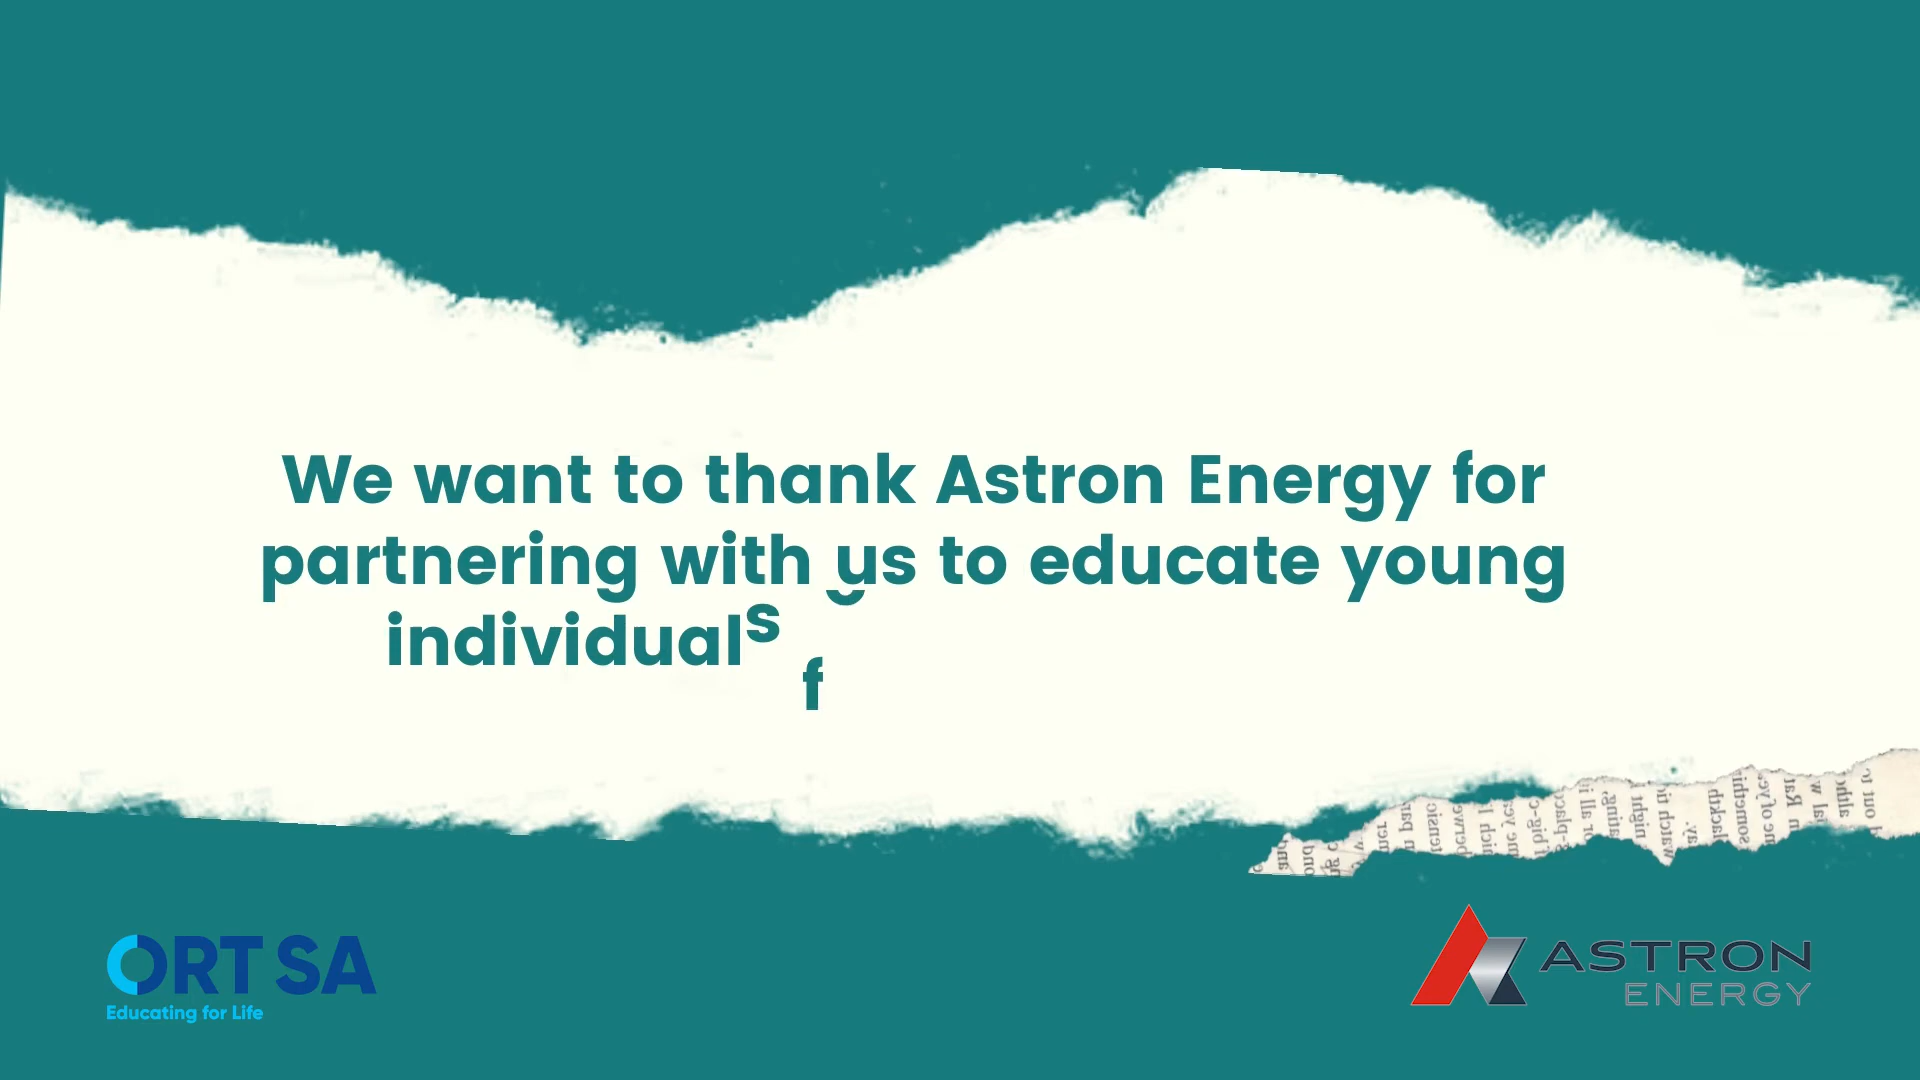 We want to thank Astron Energy for
partnering with us to educate young
individuals f
ORT SA
Educating for Life
ASTRON
ENERGY